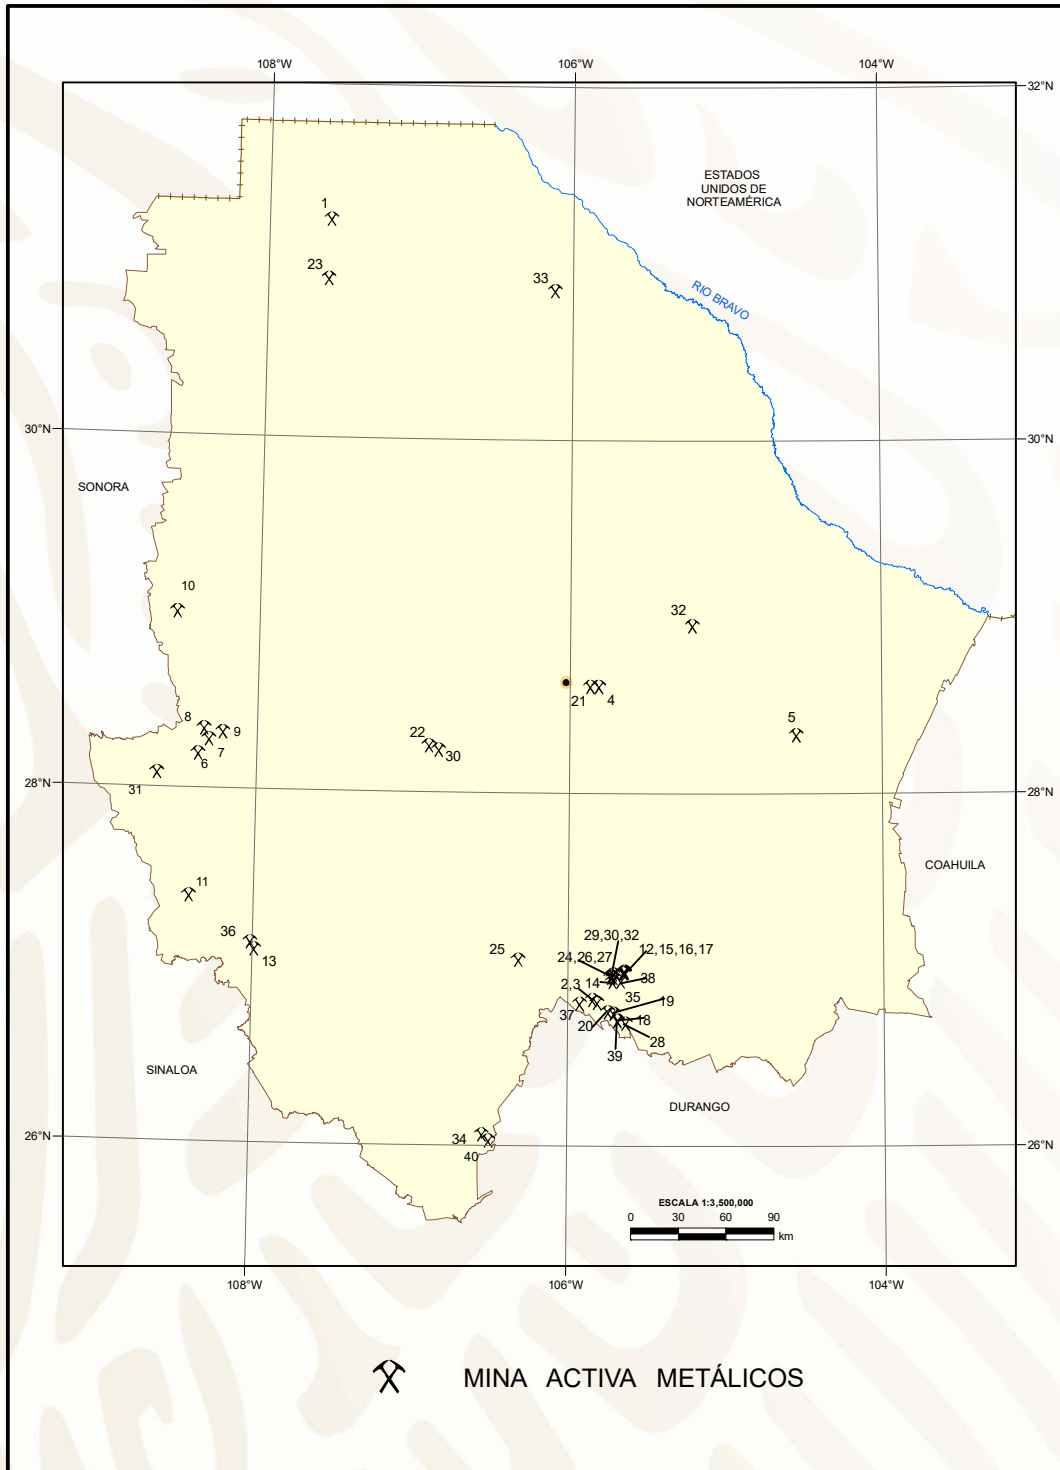 108°W
106°W
104°W
32°N
ESTADOS
UNIDOS DE
NORTEAMÉRICA
1
23
33
RIO BRAVO
30°N
30°N
SONORA
10
32
21
4
5
8
9
7
6
22
30
31
28°N
28°N
COAHUILA
11
36
13
25
29,30,32
24,26,27
12,15,16,17
2,3
14
38
35
19
37
20
18
28
39
SINALOA
DURANGO
26°N
26°N
34
40
ESCALA 1:3,500,000
0 30 60 90
km
108°W
106°W
104°W
MINA ACTIVA METÁLICOS